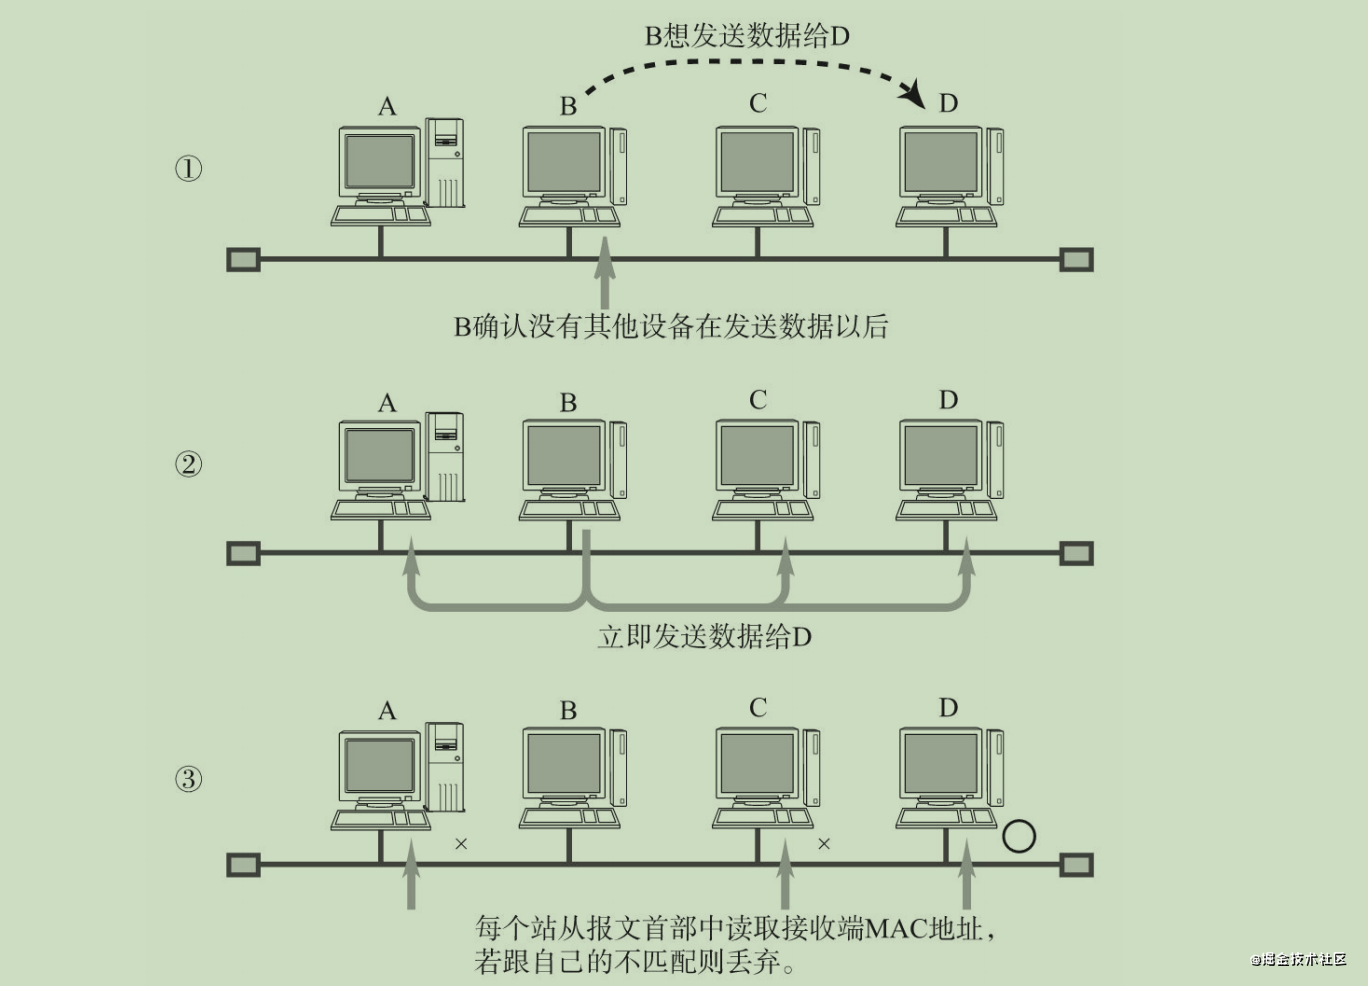 B想发送数据给D
A B C D
①
B确认没有其他设备在发送数据以后
A B C D
②
立即发送数据给D
A B C D
③
× ×
每个站从报文首部中读取接收端MAC地址，
若跟自己的不匹配则丢弃。
@掘金技术社区